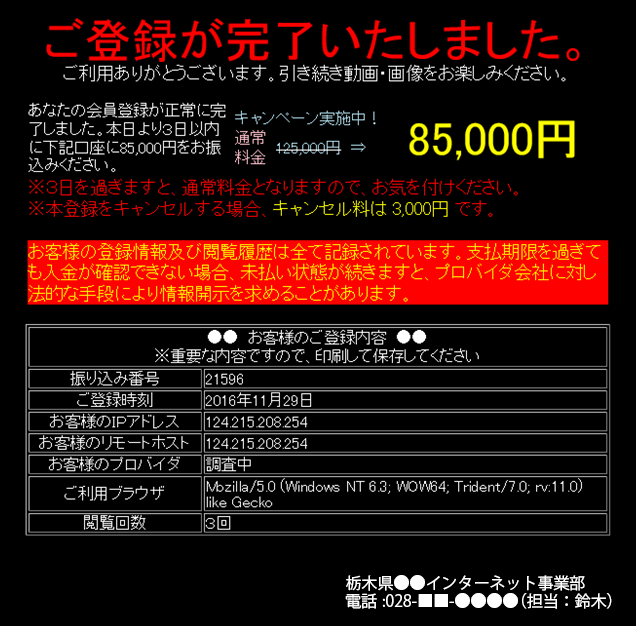 ご登録が完了いたしました。
ご利用ありがとうございます。引き続き動画・画像をお楽しみください。
あなたの会員登録が正常に完
了しました。本日より3日以内
に下記口座に85,000円をお振
込みください。
キャンペーン実施中！
通常
料金
125,000円 ⇒
85,000円
※3日を過ぎますと、通常料金となりますので、お気を付けください。
※本登録をキャンセルする場合、キャンセル料は 3,000円 です。
お客様の登録情報及び閲覧履歴は全て記録されています。支払期限を過ぎて
も入金が確認できない場合、未払い状態が続きますと、プロバイダ会社に対し
法的な手段により情報開示を求めることがあります。
●● お客様のご登録内容 ●●
※重要な内容ですので、印刷して保存してください
振り込み番号 21596
ご登録時刻 2016年11月29日
お客様のIPアドレス 124.215.208.254
お客様のリモートホスト 124.215.208.254
お客様のプロバイダ 調査中
ご利用ブラウザ Mozilla/5.0 (Windows NT 6.3; WOW64; Trident/7.0; rv:11.0)
like Gecko
閲覧回数 3回
栃木県●●インターネット事業部
電話 :028-■■-●●●●（担当：鈴木）